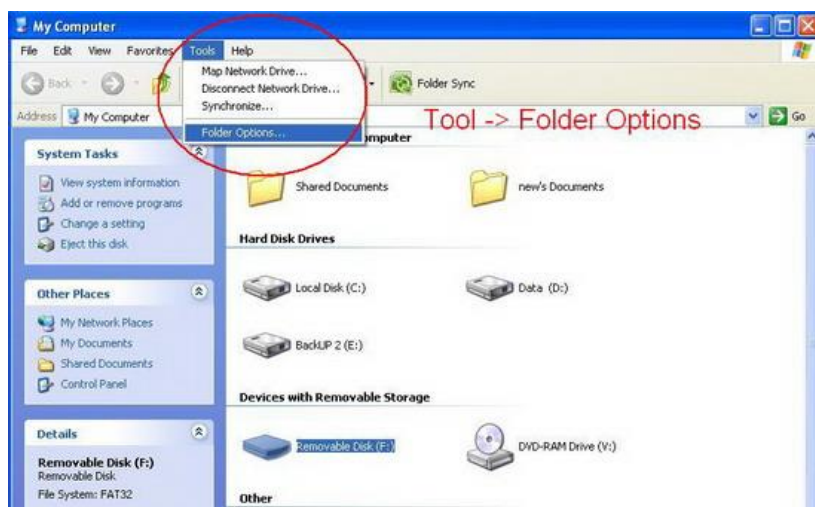 My Computer
File Edit View Favorites Tools Help
Back Folder Sync
Map Network Drive...
Disconnect Network Drive...
Synchronize...
Folder Options...
Address My Computer Go
Tool -> Folder Options
System Tasks
View system information
Add or remove programs
Change a setting
Eject this disk
Other Places
My Network Places
My Documents
Shared Documents
Control Panel
Details
Removable Disk (F:)
Removable Disk
File System: FAT32
Computer
Shared Documents new's Documents
Hard Disk Drives
Local Disk (C:) Data (D:)
BackUP 2 (E:)
Devices with Removable Storage
Removable Disk (F:) DVD-RAM Drive (V:)
Other